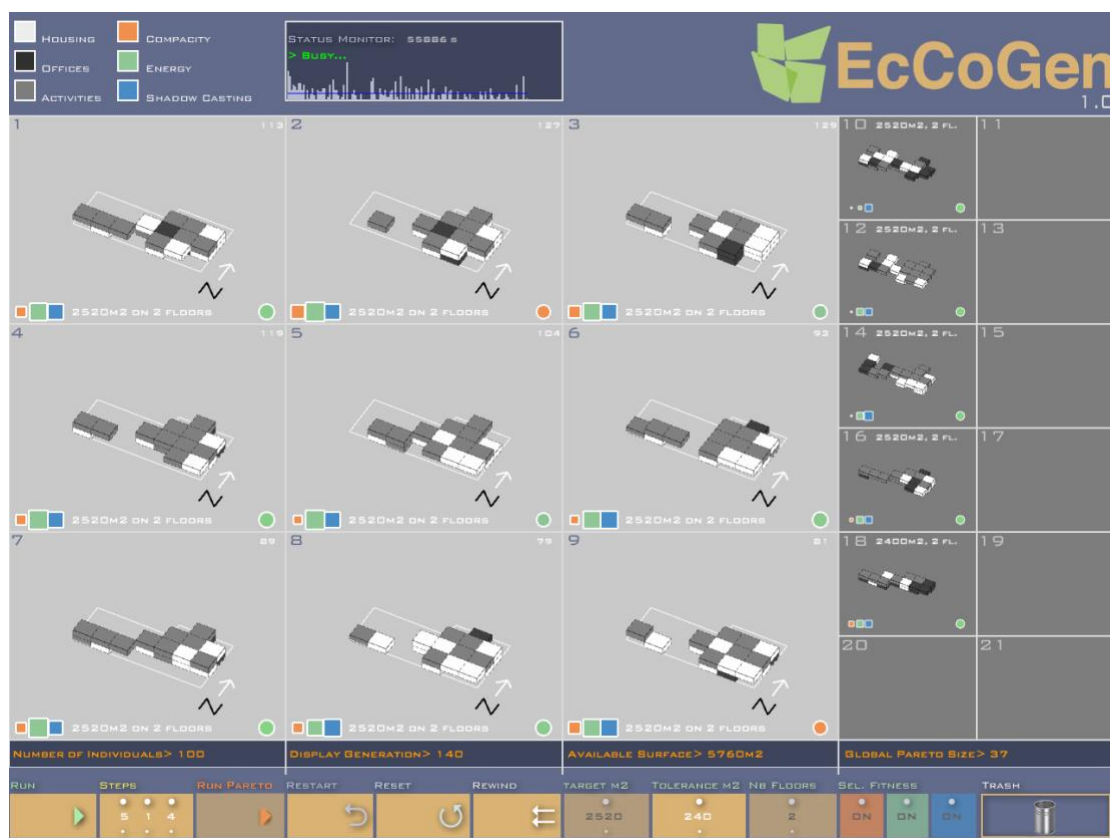 Housing
Compacity
Status Monitor: 55886 s
> Busy...
Offices
Energy
Activities
Shadow Casting
EcCoGen
1.0
1
113
2
127
3
129
10 2520m2, 2 fl.
11
12 2520m2, 2 fl.
13
N
N
N
2520m2 on 2 floors
2520m2 on 2 floors
2520m2 on 2 floors
4
119
5
104
6
92
14 2520m2, 2 fl.
15
16 2520m2, 2 fl.
17
N
N
N
2520m2 on 2 floors
2520m2 on 2 floors
2520m2 on 2 floors
7
89
8
79
9
81
18 2400m2, 2 fl.
19
20
21
N
N
N
2520m2 on 2 floors
2520m2 on 2 floors
2520m2 on 2 floors
Number of individuals> 100
Display Generation> 140
Available Surface> 5760m2
Global Pareto Size> 37
Run
Steps
Run Pareto
Restart
Reset
Rewind
Target m2
Tolerance m2
Nb Floors
Sel. Fitness
Trash
5 1 4
2520
240
2
ON
ON
ON